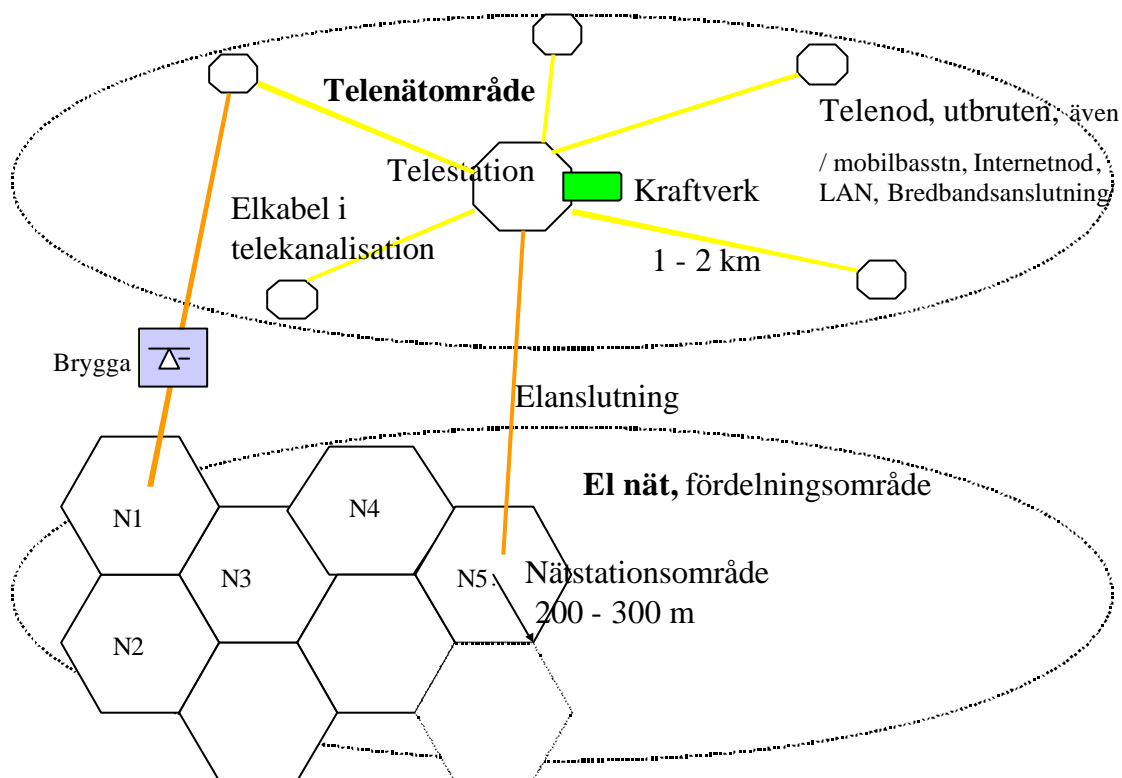 Telenätområde
Telenod, utbruten, även
/ mobilbasstn, Internetnod,
LAN, Bredbandsanslutning
Telestation
Kraftverk
Elkabel i
telekanalisation
1 - 2 km
Brygga
Elanslutning
El nät, fördelningsområde
N1
N4
N3
N5
Nätstationsområde
200 - 300 m
N2